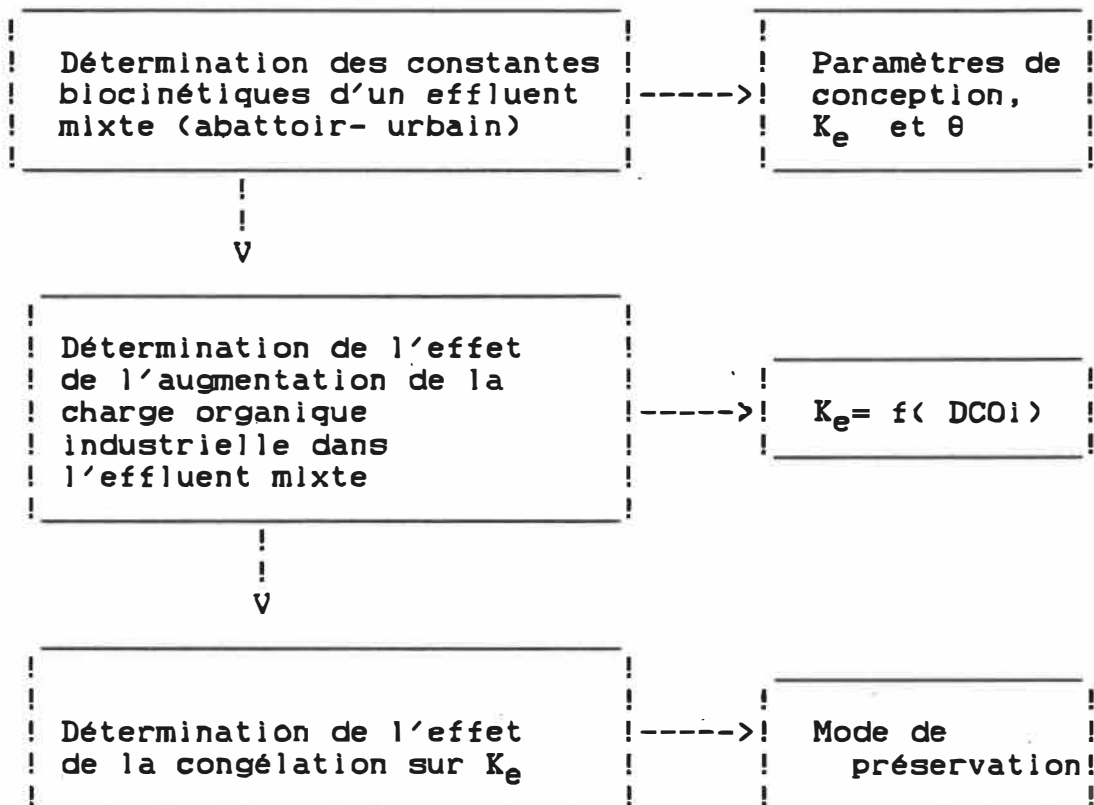 Détermination des constantes
biocinétiques d'un effluent
mixte (abattoir- urbain)
Paramètres de
conception,
Ke et θ
Détermination de l'effet
de l'augmentation de la
charge organique
industrielle dans
l'effluent mixte
Ke= f( DCOi)
Détermination de l'effet
de la congélation sur Ke
Mode de
préservation